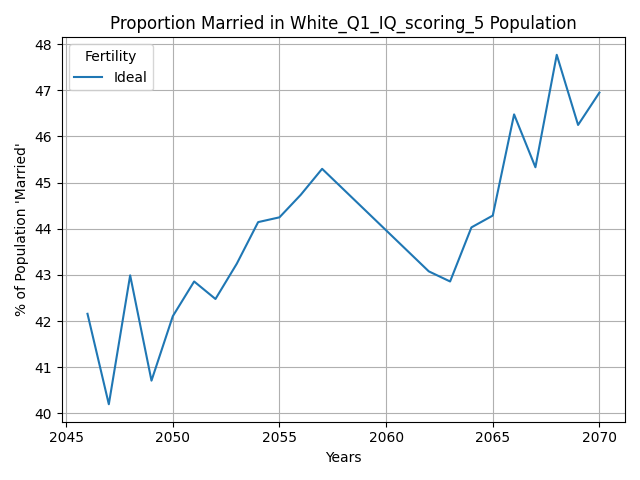 Proportion Married in White_Q1_IQ_scoring_5 Population
% of Population 'Married'
48
47
46
45
44
43
42
41
40
Fertility
Ideal
2045 2050 2055 2060 2065 2070
Years